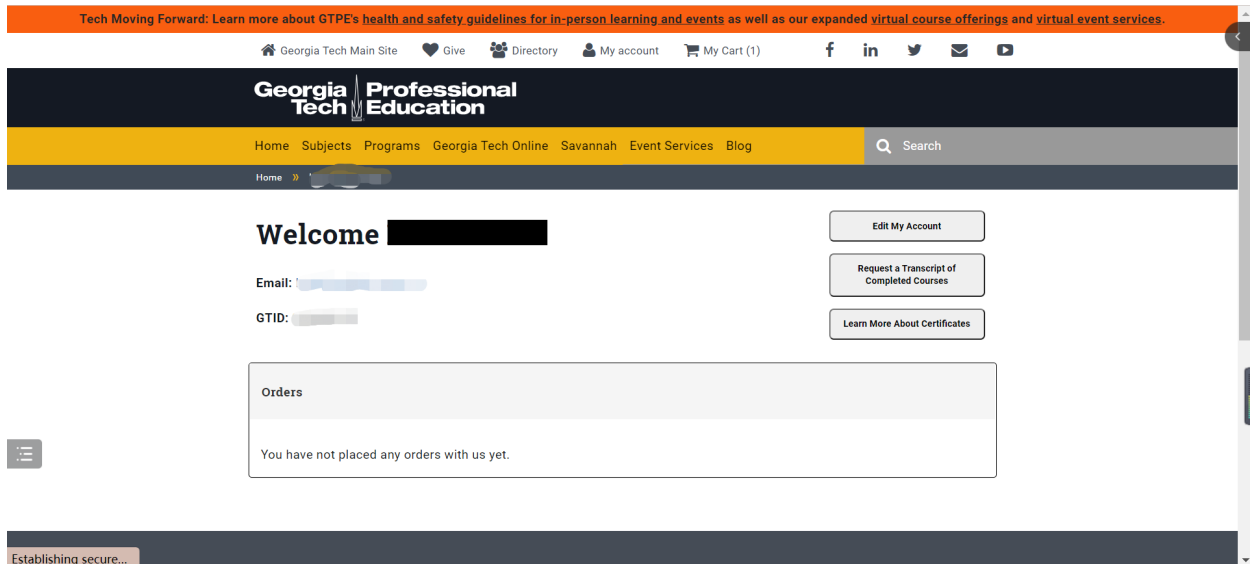 Tech Moving Forward: Learn more about GTPE's health and safety guidelines for in-person learning and events as well as our expanded virtual course offerings and virtual event services.
Georgia Tech Main Site Give Directory My account My Cart (1)
Georgia Tech Professional Education
Home Subjects Programs Georgia Tech Online Savannah Event Services Blog Search
Home »
Welcome
Edit My Account
Email:
Request a Transcript of
Completed Courses
GTID:
Learn More About Certificates
Orders
You have not placed any orders with us yet.
Establishing secure...